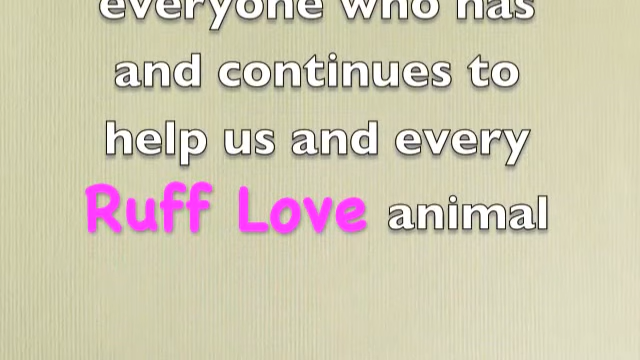 everyone who has
and continues to
help us and every
Ruff Love animal